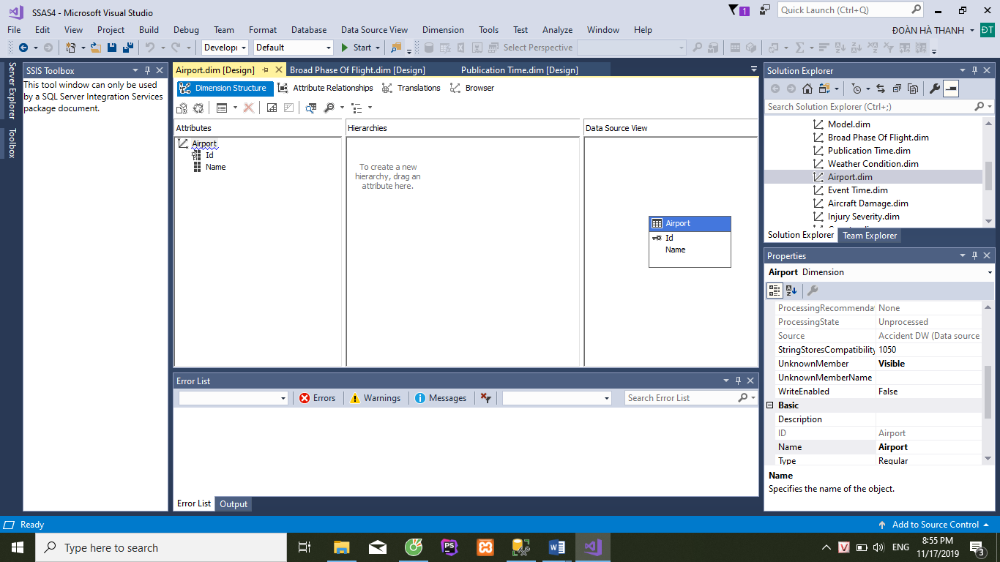 SSAS4 - Microsoft Visual Studio
1
Quick Launch (Ctrl+Q)
File Edit View Project Build Debug Team Format Database Data Source View Dimension Tools Test Analyze Window Help
ĐOÀN HÀ THANH ĐT
Develop Default Start Select Perspective
Server Explorer
Toolbox
SSIS Toolbox
This tool window can only be used
by a SQL Server Integration Services
package document.
Airport.dim [Design] Broad Phase Of Flight.dim [Design] Publication Time.dim [Design]
Dimension Structure Attribute Relationships Translations Browser
Attributes
Airport
Id
Name
Hierarchies
To create a new
hierarchy, drag an
attribute here.
Data Source View
Airport
Id
Name
Error List
Errors Warnings Messages Search Error List
Error List Output
Solution Explorer
Search Solution Explorer (Ctrl+;)
Model.dim
Broad Phase Of Flight.dim
Publication Time.dim
Weather Condition.dim
Airport.dim
Event Time.dim
Aircraft Damage.dim
Injury Severity.dim
Solution Explorer Team Explorer
Properties
Airport Dimension
ProcessingRecommenda None
ProcessingState Unprocessed
Source Accident DW (Data source
StringStoresCompatibility 1050
UnknownMember Visible
UnknownMemberName
WriteEnabled False
Basic
Description
ID Airport
Name Airport
Type Regular
Name
Specifies the name of the object.
Ready Add to Source Control
Type here to search
PS
W
V
ENG
8:55 PM
11/17/2019
3